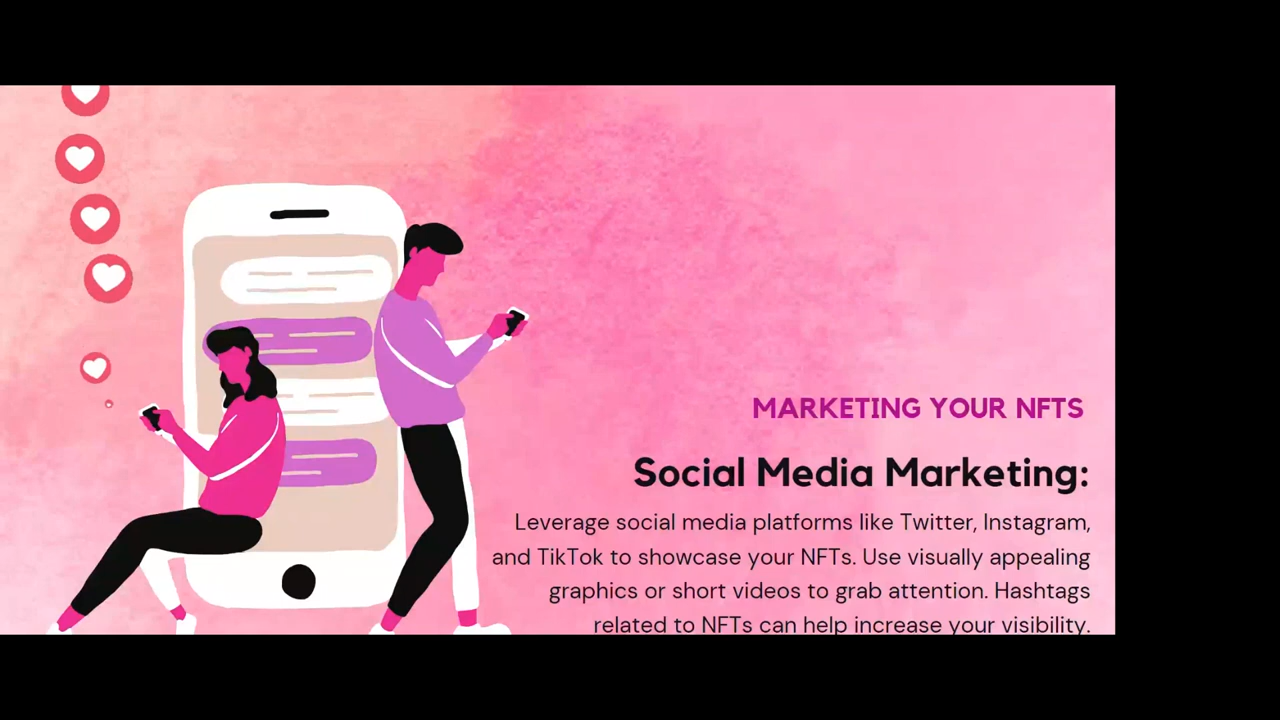 MARKETING YOUR NFTS
Social Media Marketing:
Leverage social media platforms like Twitter, Instagram,
and TikTok to showcase your NFTs. Use visually appealing
graphics or short videos to grab attention. Hashtags
related to NFTs can help increase your visibility.